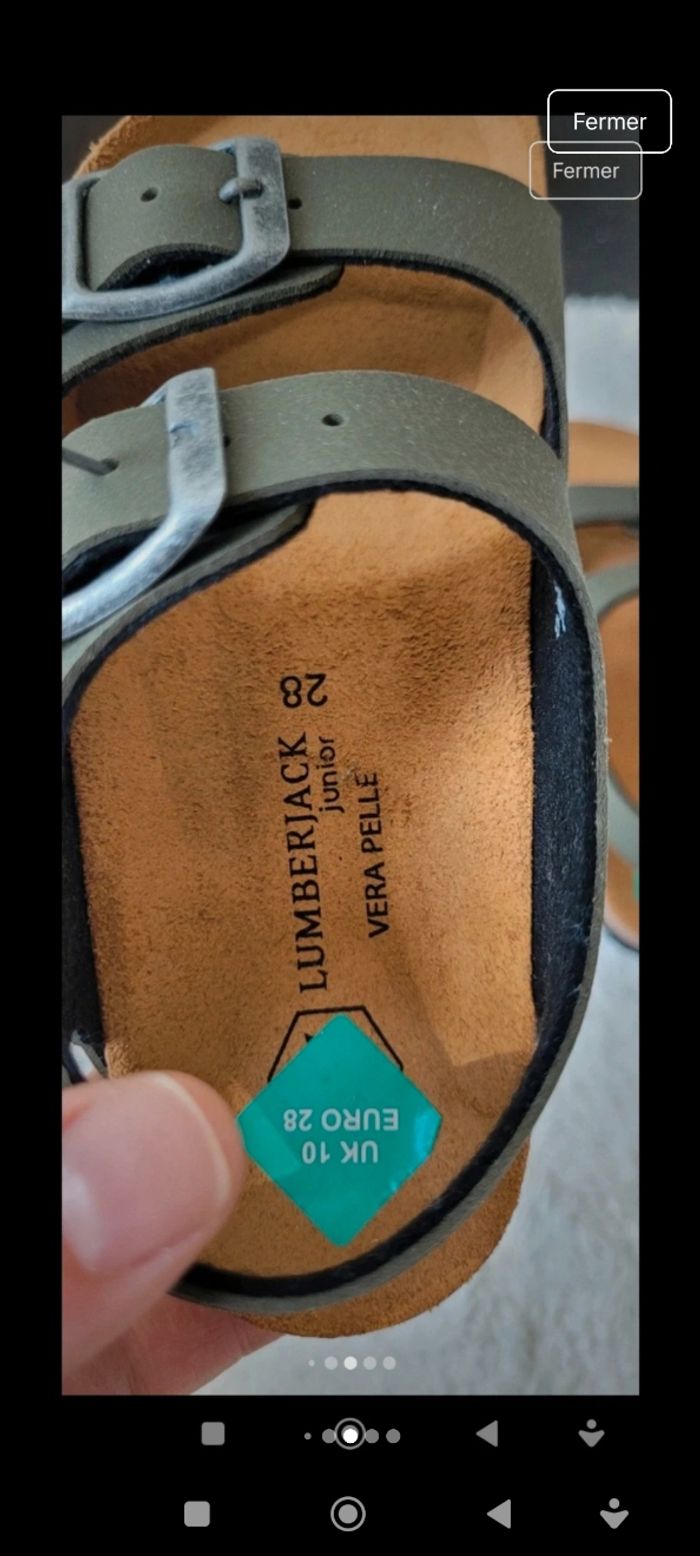 Fermer
Fermer
28
LUMBERJACK
junior
VERA PELLE
UK 10
EURO 28